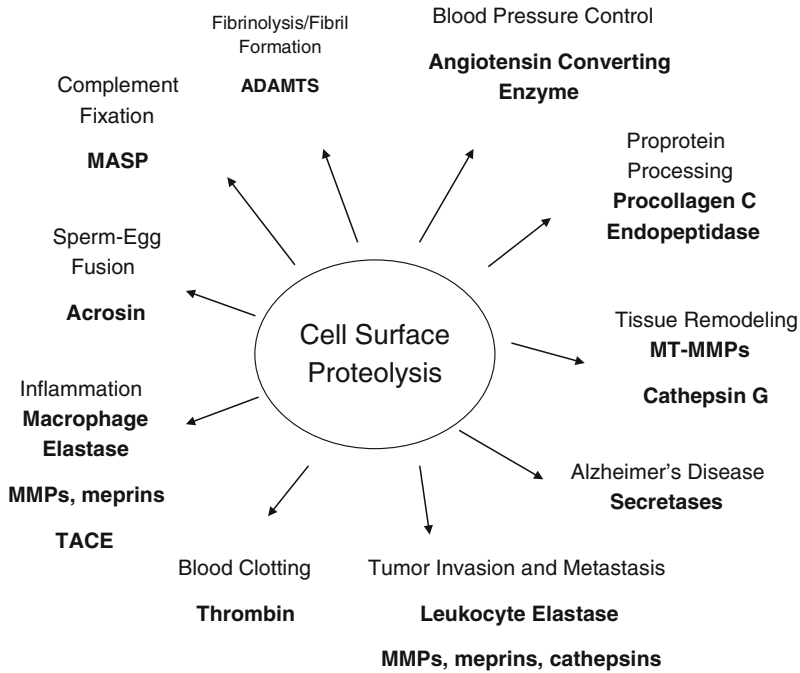 Fibrinolysis/Fibril
Formation
ADAMTS
Blood Pressure Control
Angiotensin Converting
Enzyme
Complement
Fixation
MASP
Proprotein
Processing
Procollagen C
Endopeptidase
Sperm-Egg
Fusion
Acrosin
Cell Surface
Proteolysis
Tissue Remodeling
MT-MMPs
Cathepsin G
Inflammation
Macrophage
Elastase
MMPs, meprins
TACE
Alzheimer's Disease
Secretases
Blood Clotting
Thrombin
Tumor Invasion and Metastasis
Leukocyte Elastase
MMPs, meprins, cathepsins